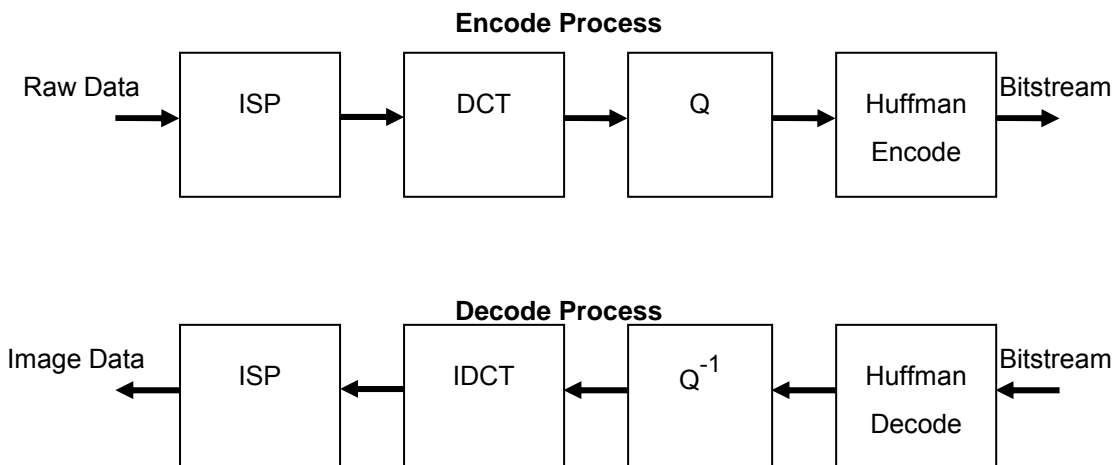 Encode Process
Raw Data
ISP
DCT
Q
Huffman
Encode
Bitstream
Decode Process
Image Data
ISP
IDCT
Q-1
Huffman
Decode
Bitstream